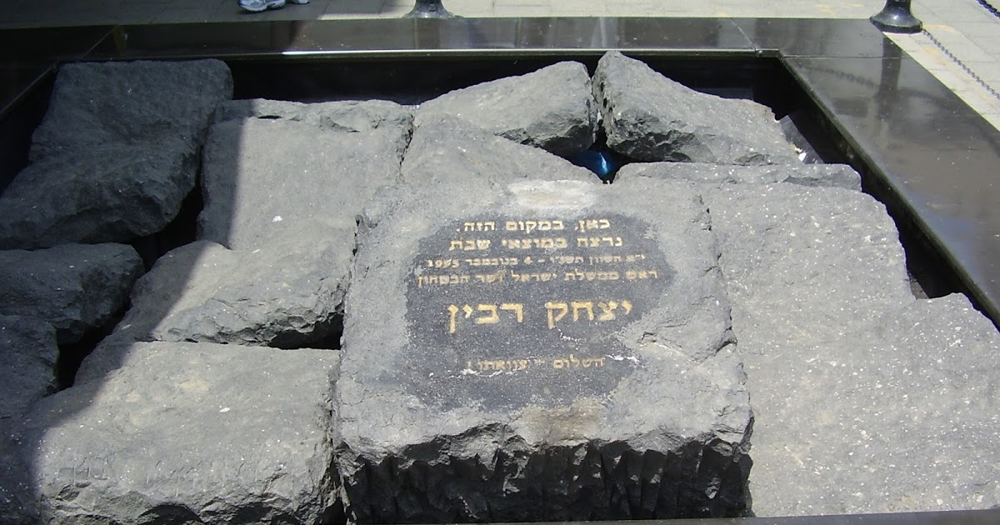 כאן, במקום הזה,
נרצח במוצאי שבת
י״א חשוון תשנ״ו - 4 בנובמבר 1995
ראש ממשלת ישראל ושר הבטחון
יצחק רבין
השלום - צוואתו